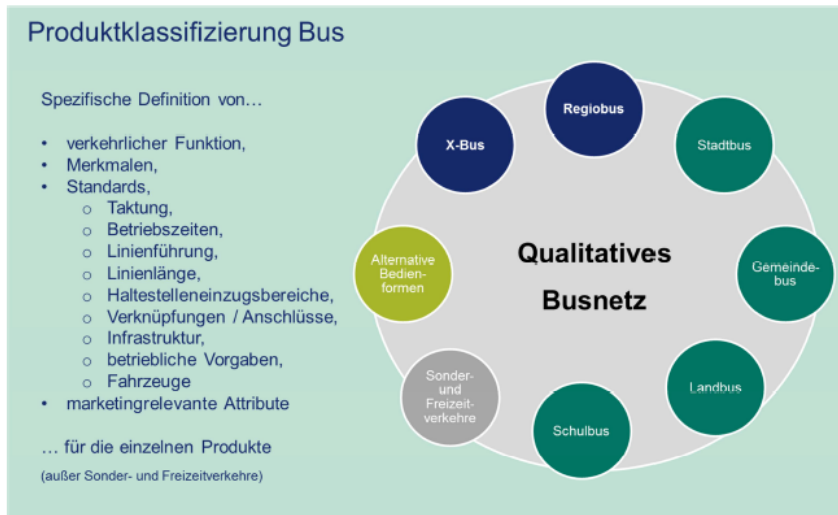 Produktklassifizierung Bus
Spezifische Definition von…
• verkehrlicher Funktion,
• Merkmalen,
• Standards,
o Taktung,
o Betriebszeiten,
o Linienführung,
o Linienlänge,
o Haltestelleneinzugsbereiche,
o Verknüpfungen / Anschlüsse,
o Infrastruktur,
o betriebliche Vorgaben,
o Fahrzeuge
• marketingrelevante Attribute
… für die einzelnen Produkte
(außer Sonder- und Freizeitverkehre)
Regiobus
X-Bus
Stadtbus
Alternative
Bedien-
formen
Qualitatives
Busnetz
Gemeinde-
bus
Sonder-
und
Freizeit-
verkehre
Landbus
Schulbus